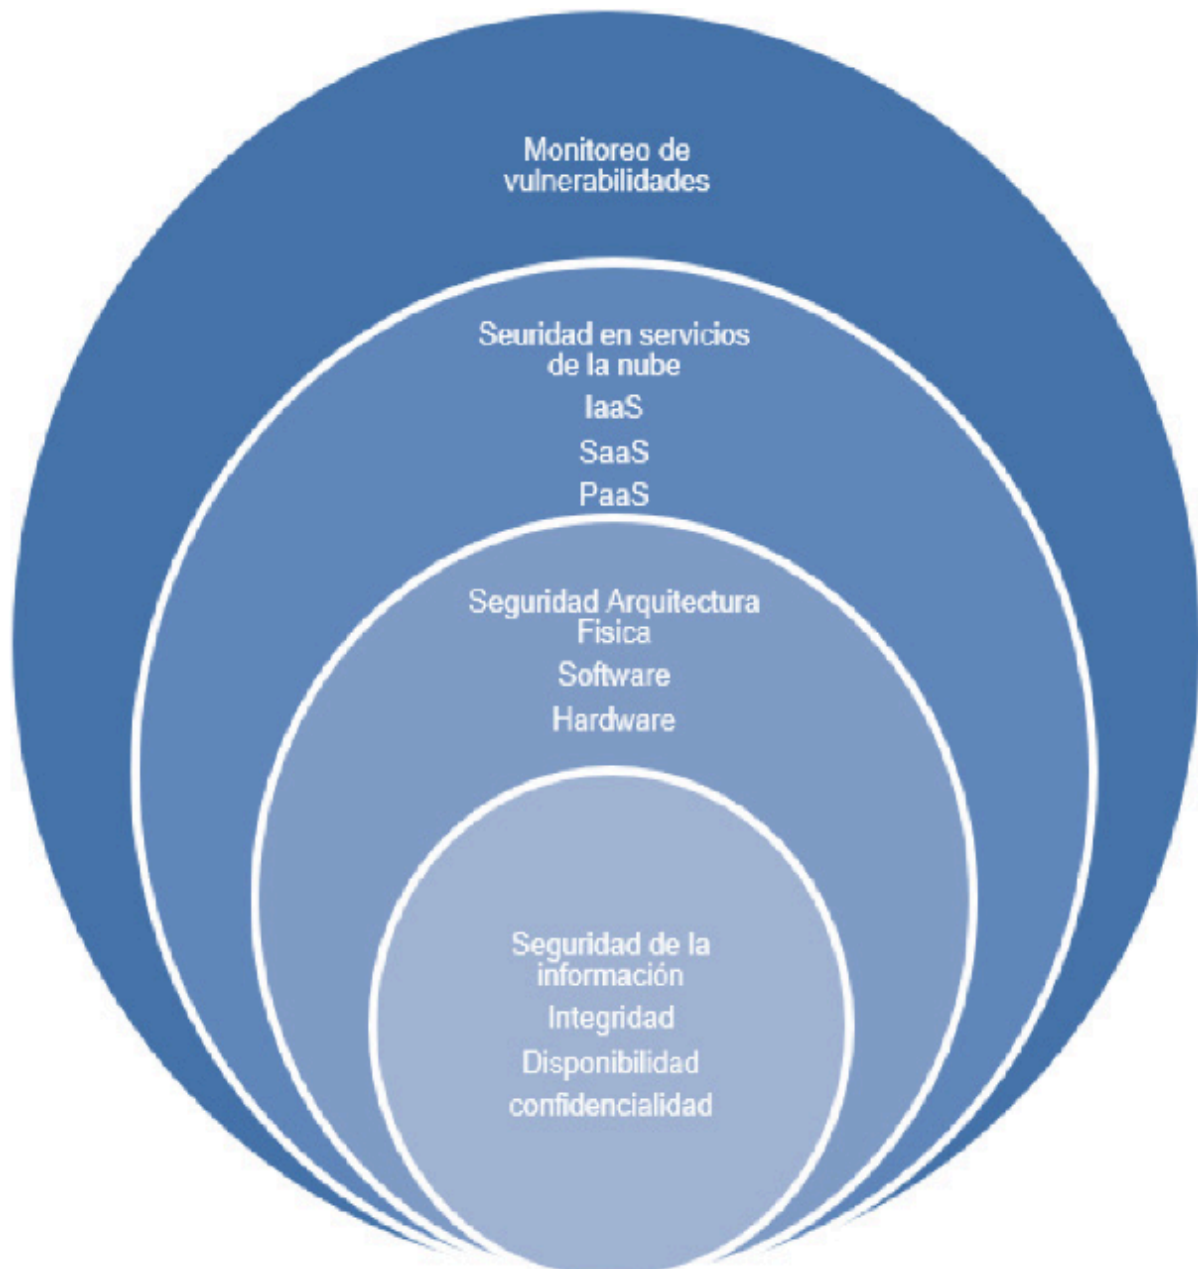 Monitoreo de
vulnerabilidades
Seuridad en servicios
de la nube
IaaS
SaaS
PaaS
Seguridad Arquitectura
Fisica
Software
Hardware
Seguridad de la
información
Integridad
Disponibilidad
confidencialidad